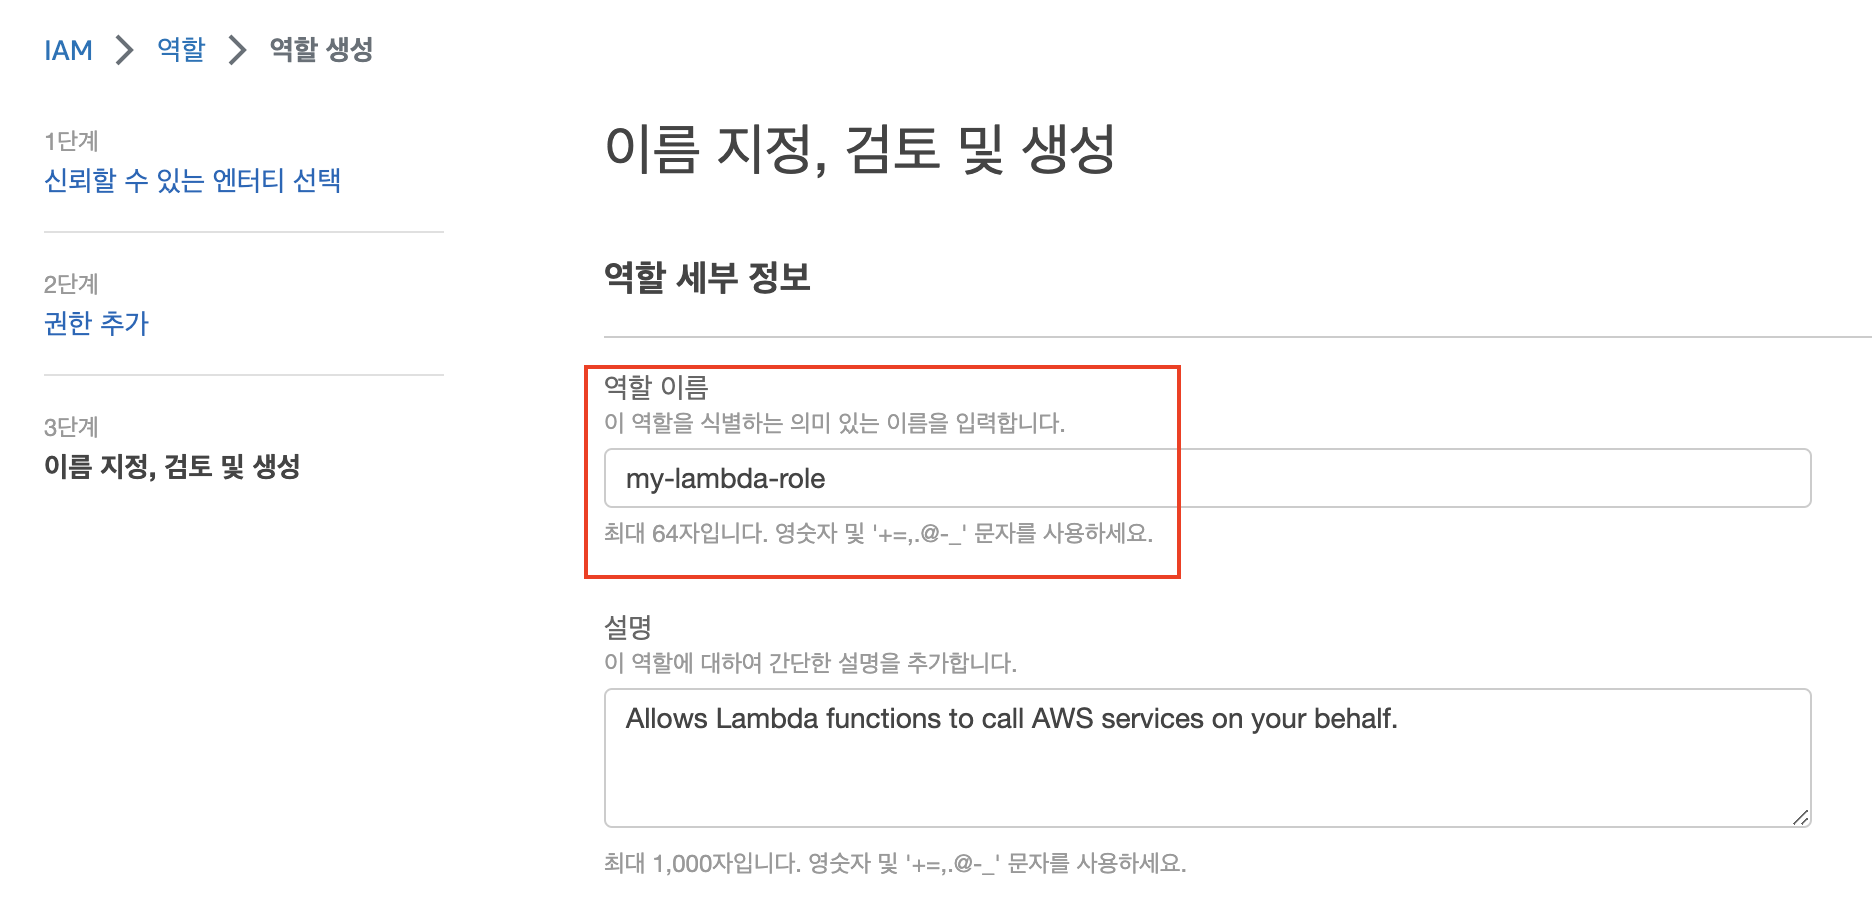 IAM 역할 역할 생성
1단계
신뢰할 수 있는 엔터티 선택
2단계
권한 추가
3단계
이름 지정, 검토 및 생성
이름 지정, 검토 및 생성
역할 세부 정보
역할 이름
이 역할을 식별하는 의미 있는 이름을 입력합니다.
my-lambda-role
최대 64자입니다. 영숫자 및 '+=,.@-_' 문자를 사용하세요.
설명
이 역할에 대하여 간단한 설명을 추가합니다.
Allows Lambda functions to call AWS services on your behalf.
최대 1,000자입니다. 영숫자 및 '+=,.@-_' 문자를 사용하세요.